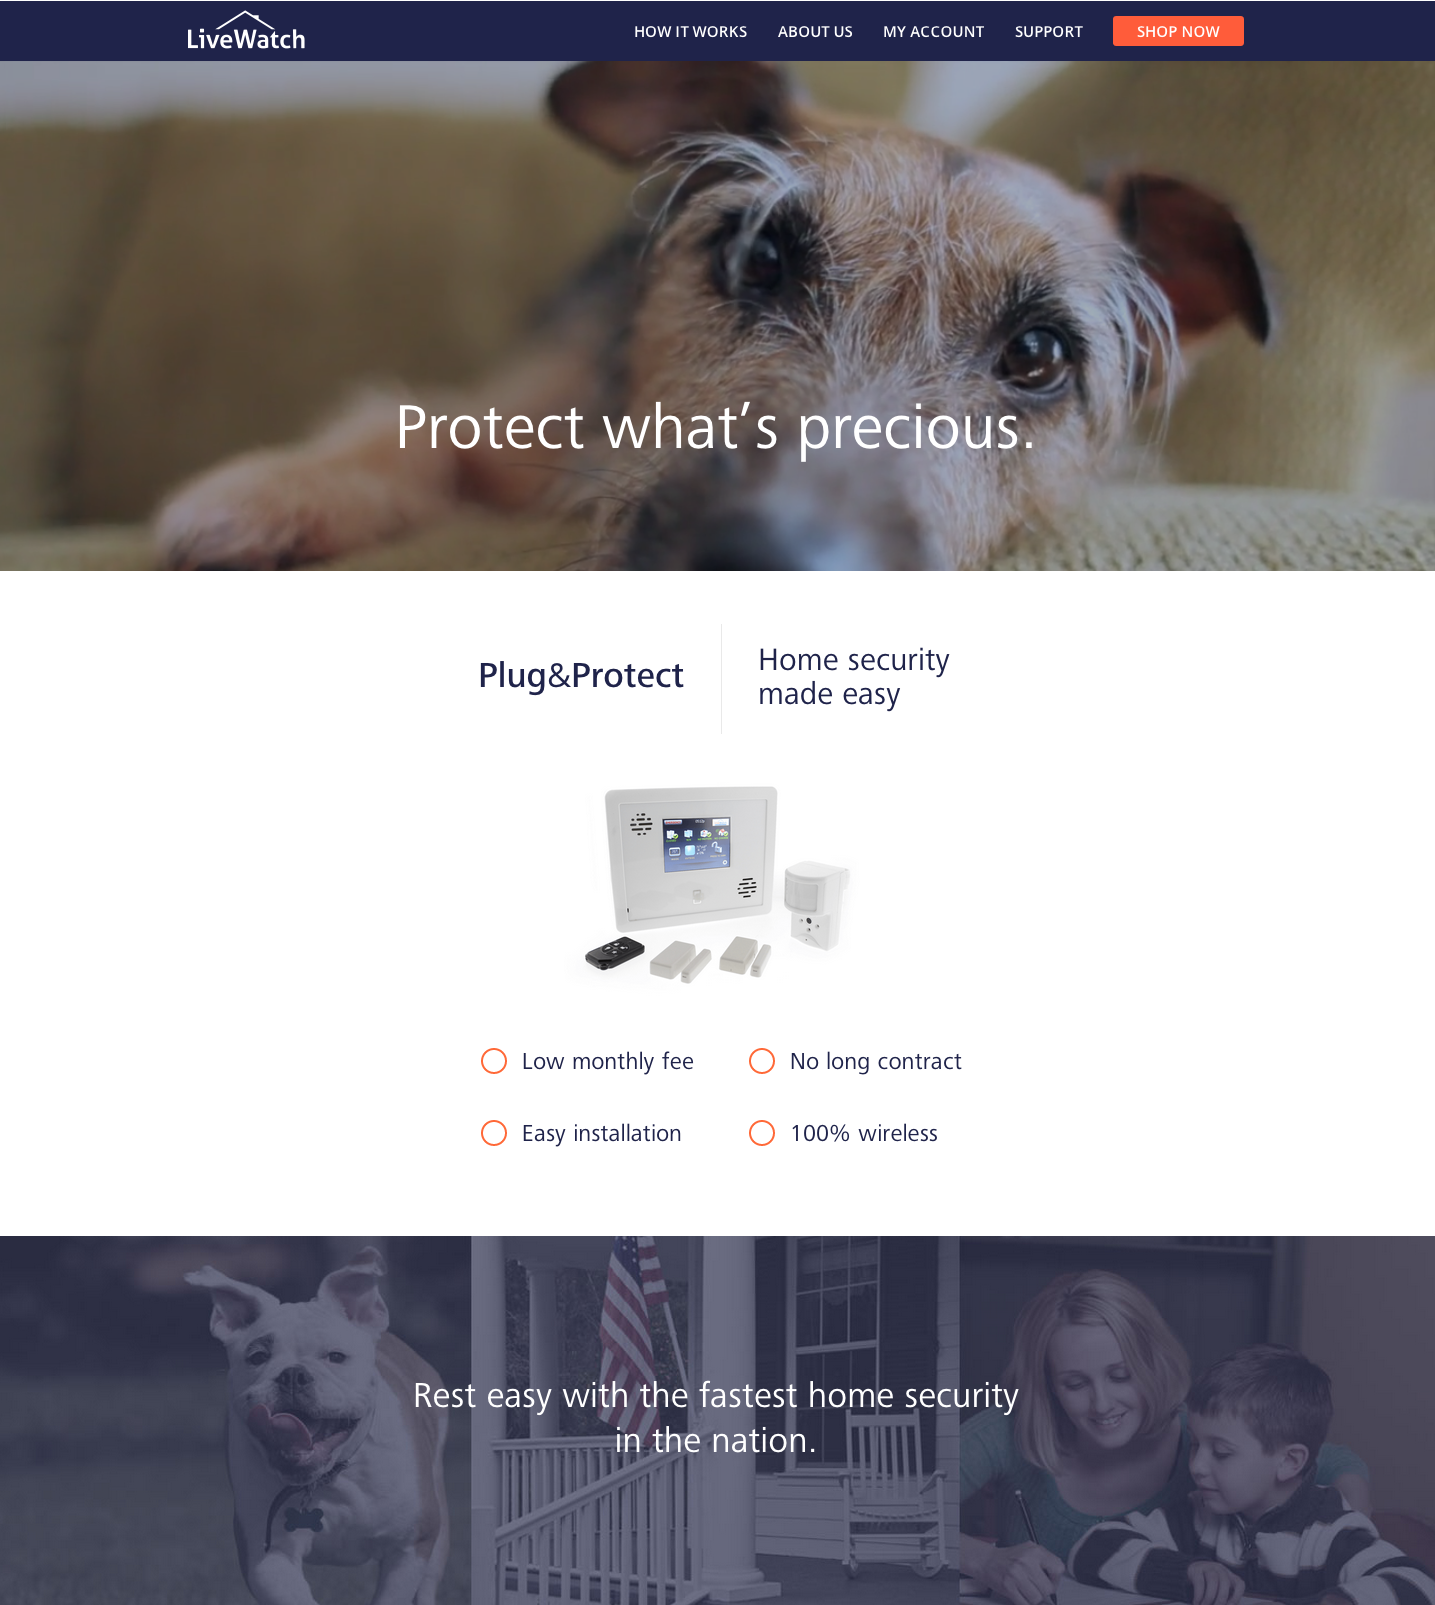 LiveWatch
HOW IT WORKS
ABOUT US
MY ACCOUNT
SUPPORT
SHOP NOW
Protect what’s precious.
Plug&Protect
Home security
made easy
Low monthly fee
No long contract
Easy installation
100% wireless
Rest easy with the fastest home security
in the nation.